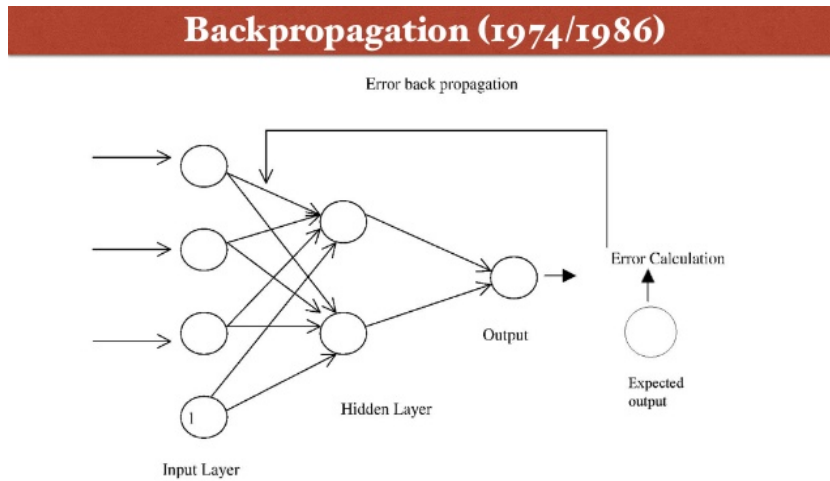 Backpropagation (1974/1986)
Error back propagation
Error Calculation
Output
Expected
output
Hidden Layer
1
Input Layer